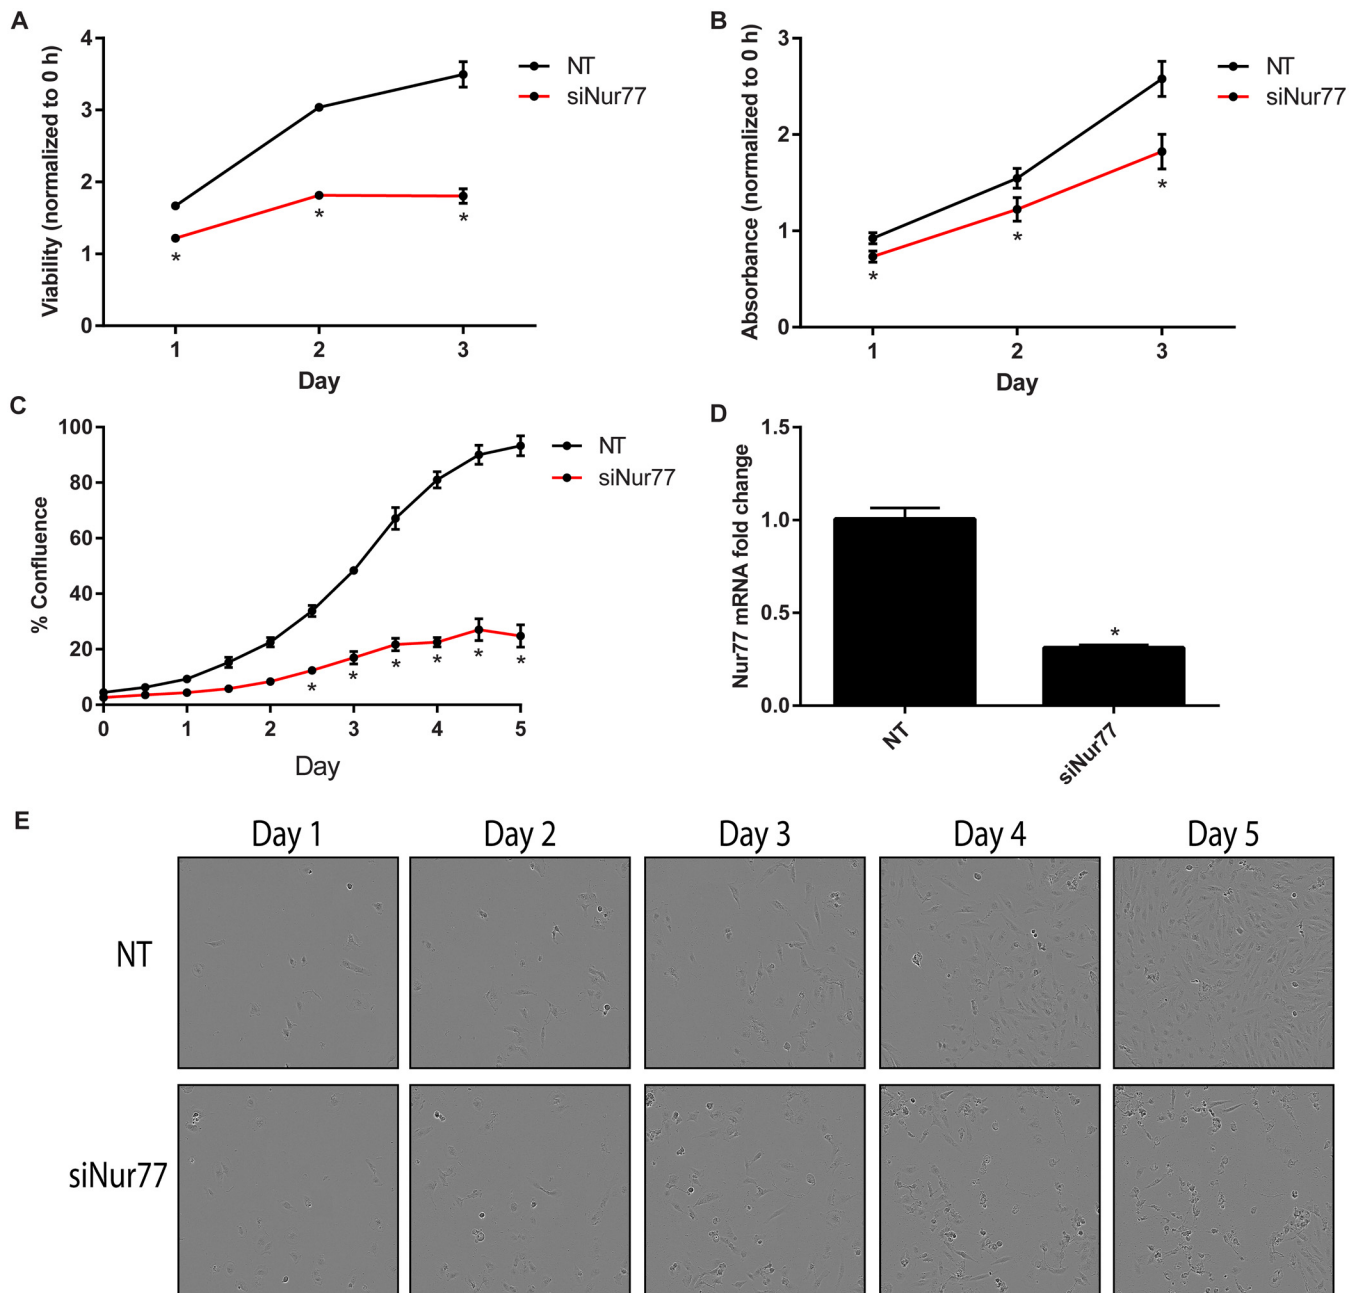 A
Viability (normalized to 0 h)
4
3
2
1
0
*
*
*
1
2
3
Day
NT
siNur77
B
Absorbance (normalized to 0 h)
3
2
1
0
*
*
*
1
2
3
Day
NT
siNur77
C
% Confluence
100
80
60
40
20
0
* * * * * *
0
1
2
3
4
5
Day
NT
siNur77
D
Nur77 mRNA fold change
1.5
1.0
0.5
0.0
*
NT
siNur77
E
Day 1
Day 2
Day 3
Day 4
Day 5
NT
siNur77